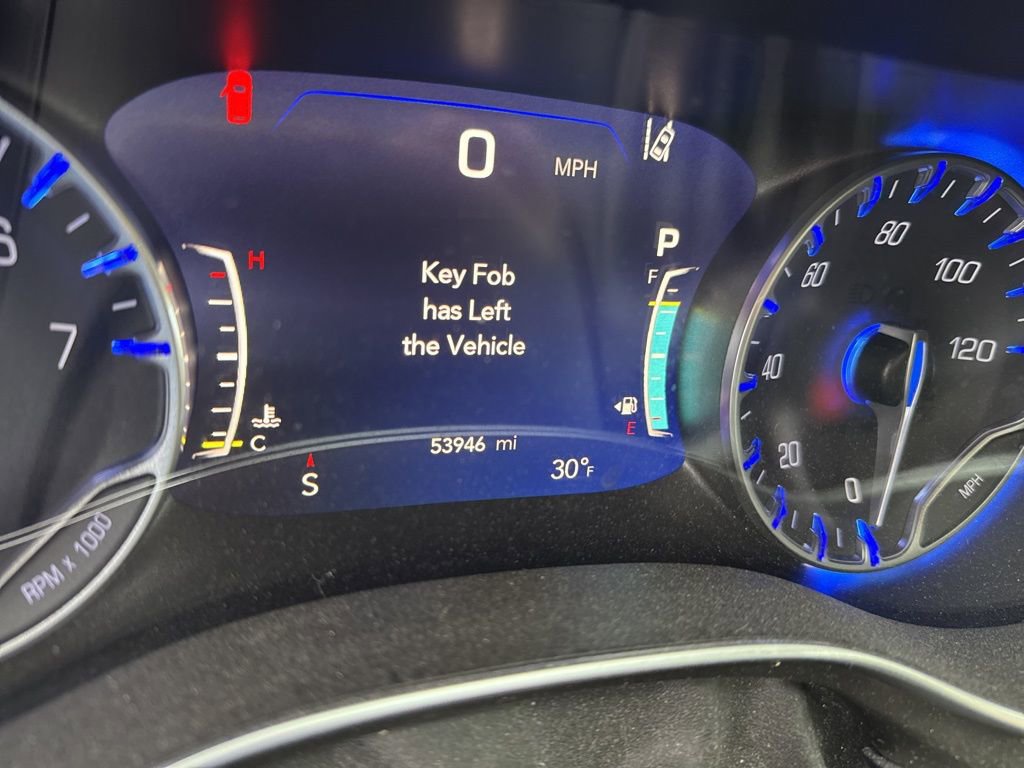 0 MPH
P
H
F
Key Fob
has Left
the Vehicle
E
C
53946 mi
S
30°F
6
7
RPM x 1000
0
20
40
60
80
100
120
MPH